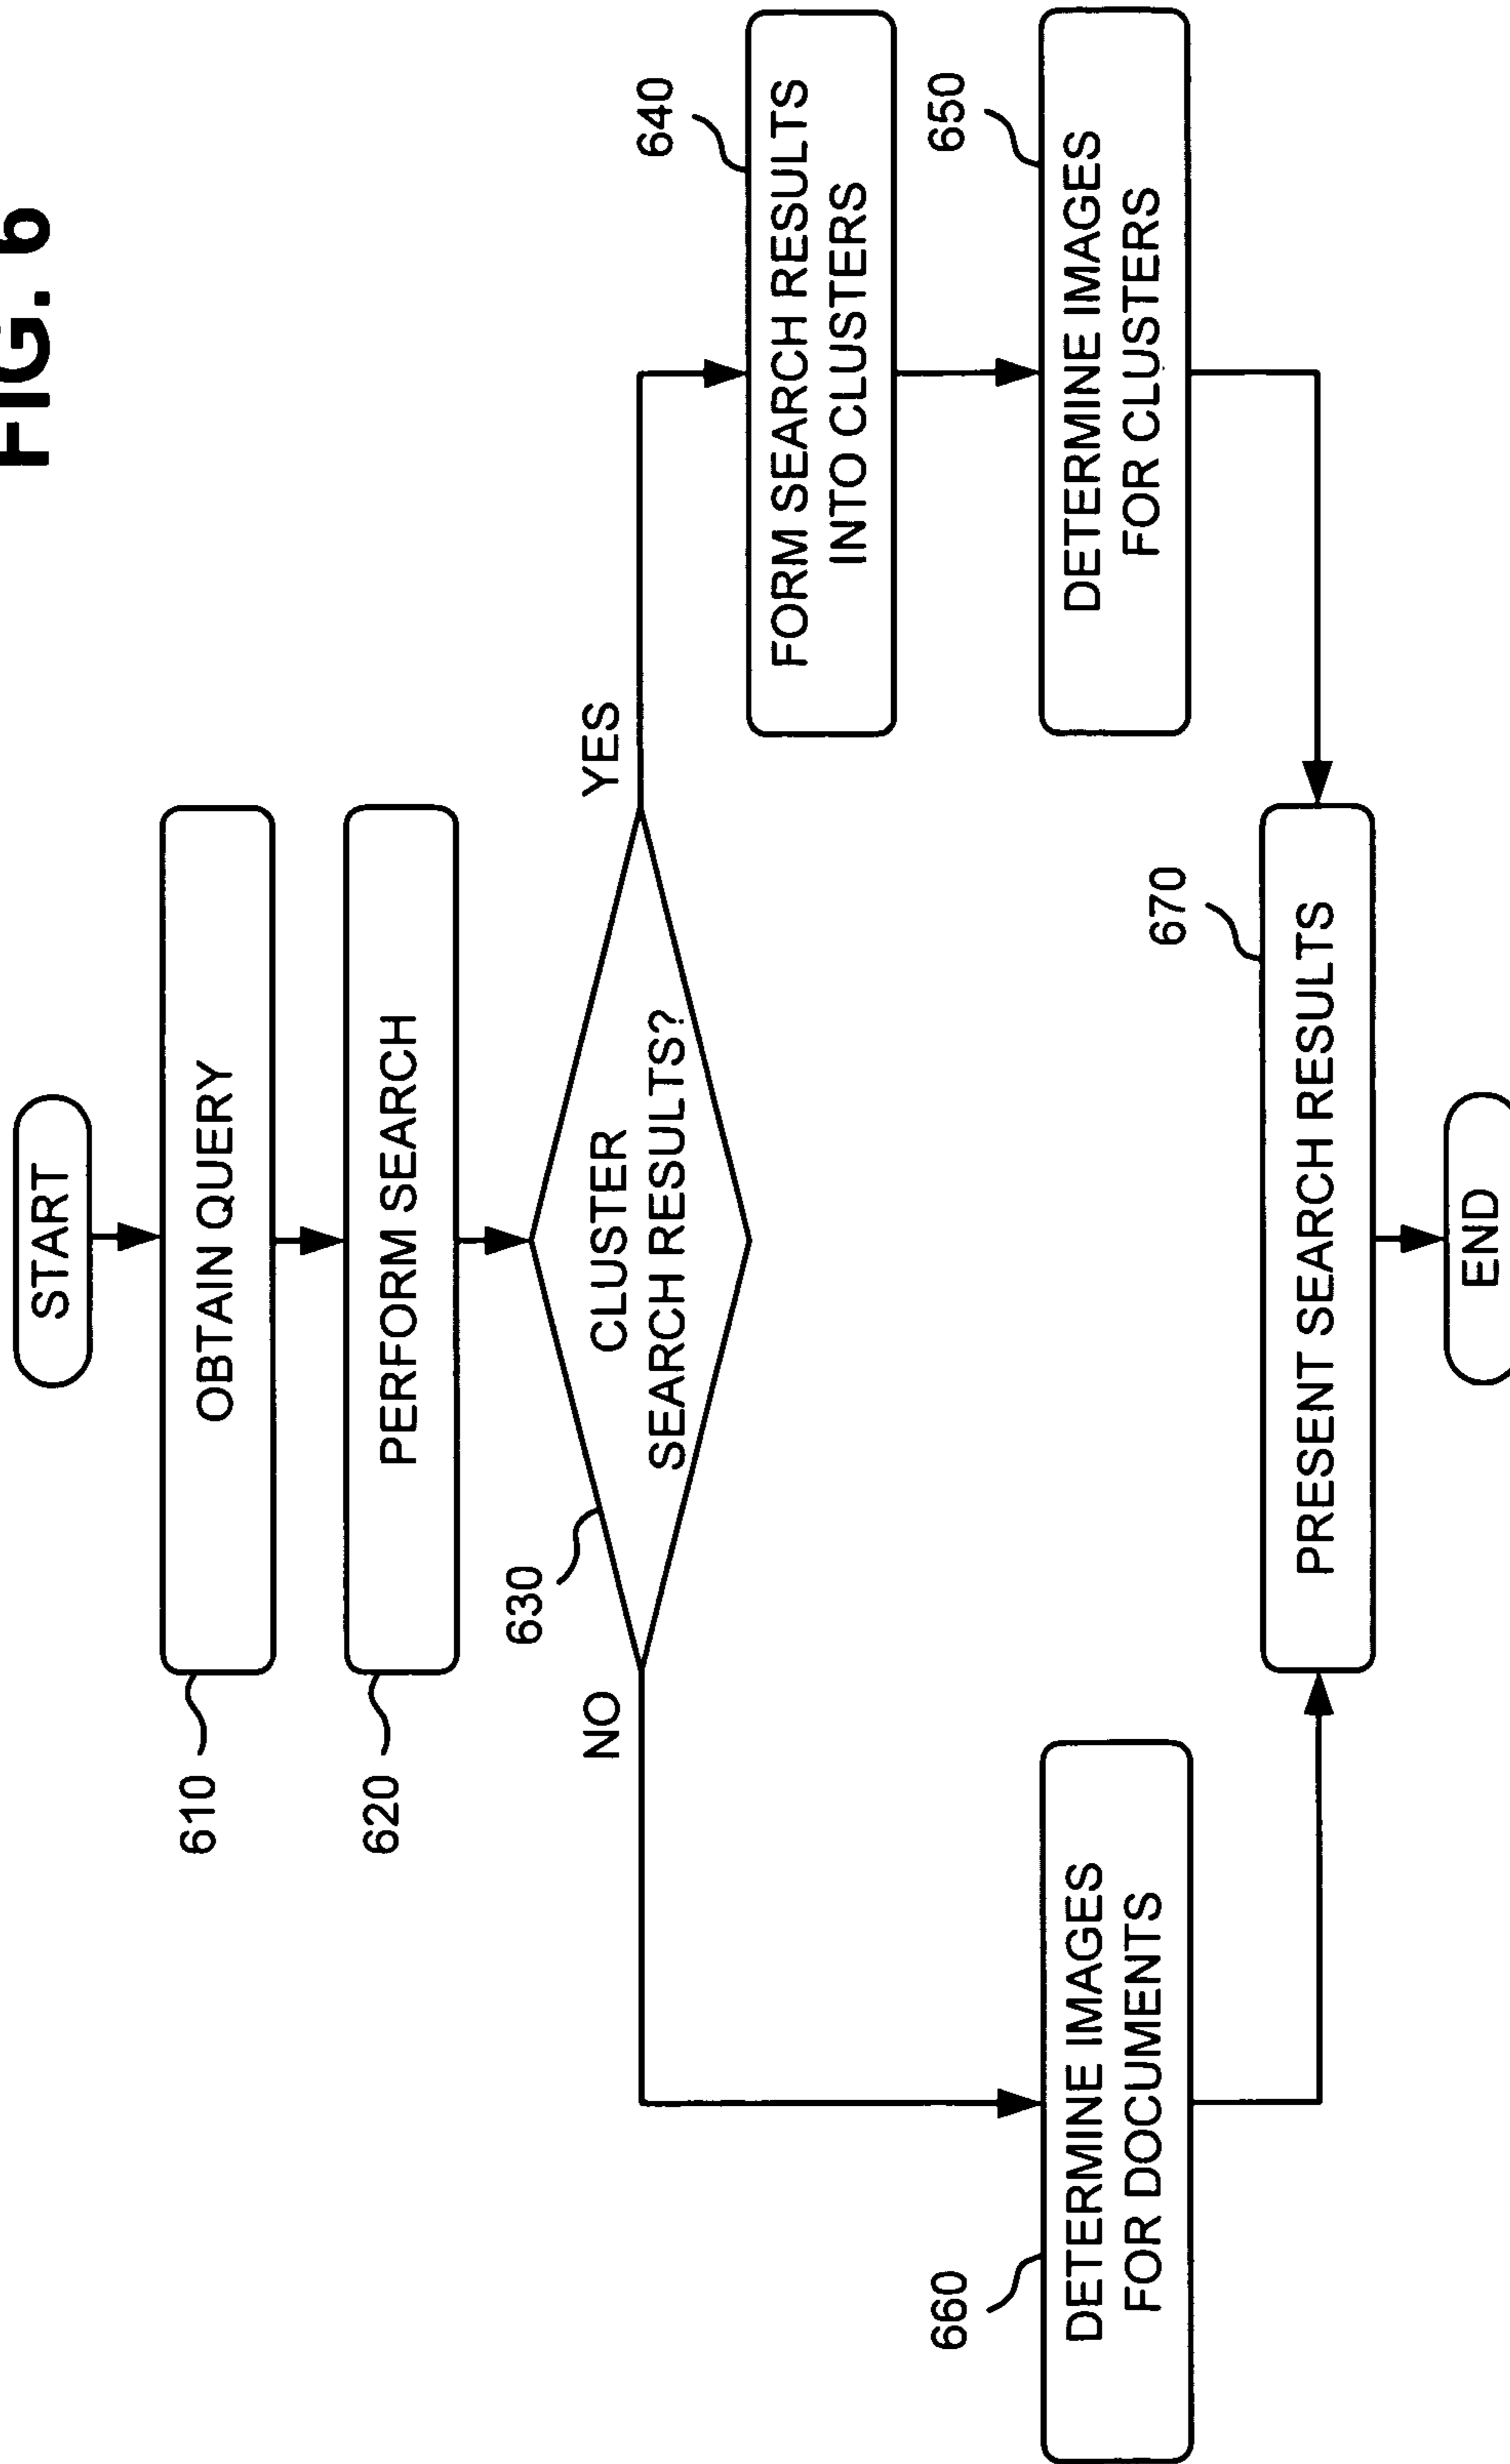 FIG. 6
START
OBTAIN QUERY
610
PERFORM SEARCH
620
630
CLUSTER
SEARCH RESULTS?
NO
YES
640
FORM SEARCH RESULTS
INTO CLUSTERS
650
DETERMINE IMAGES
FOR CLUSTERS
660
DETERMINE IMAGES
FOR DOCUMENTS
670
PRESENT SEARCH RESULTS
END